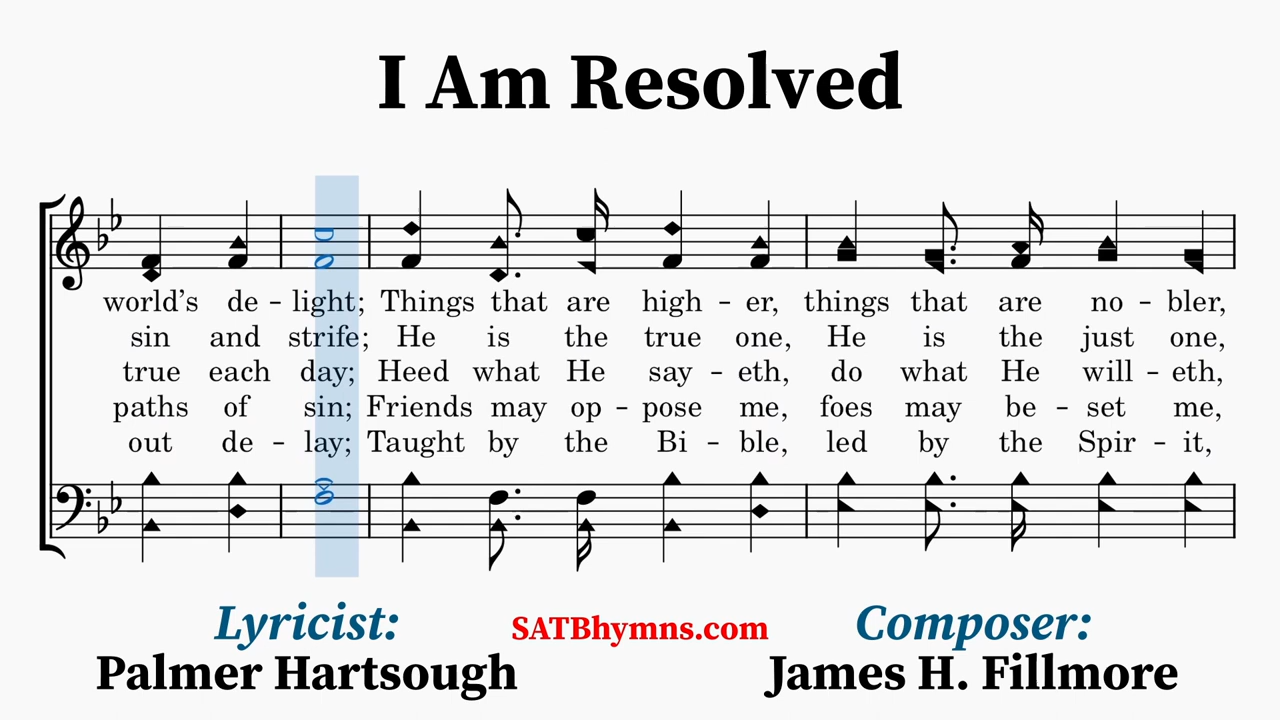 I Am Resolved
world's de - light; Things that are high - er, things that are no - bler,
sin and strife; He is the true one, He is the just one,
true each day; Heed what He say - eth, do what He will - eth,
paths of sin; Friends may op - pose me, foes may be - set me,
out de - lay; Taught by the Bi - ble, led by the Spir - it,
Lyricist: SATBhymns.com Composer:
Palmer Hartsough James H. Fillmore